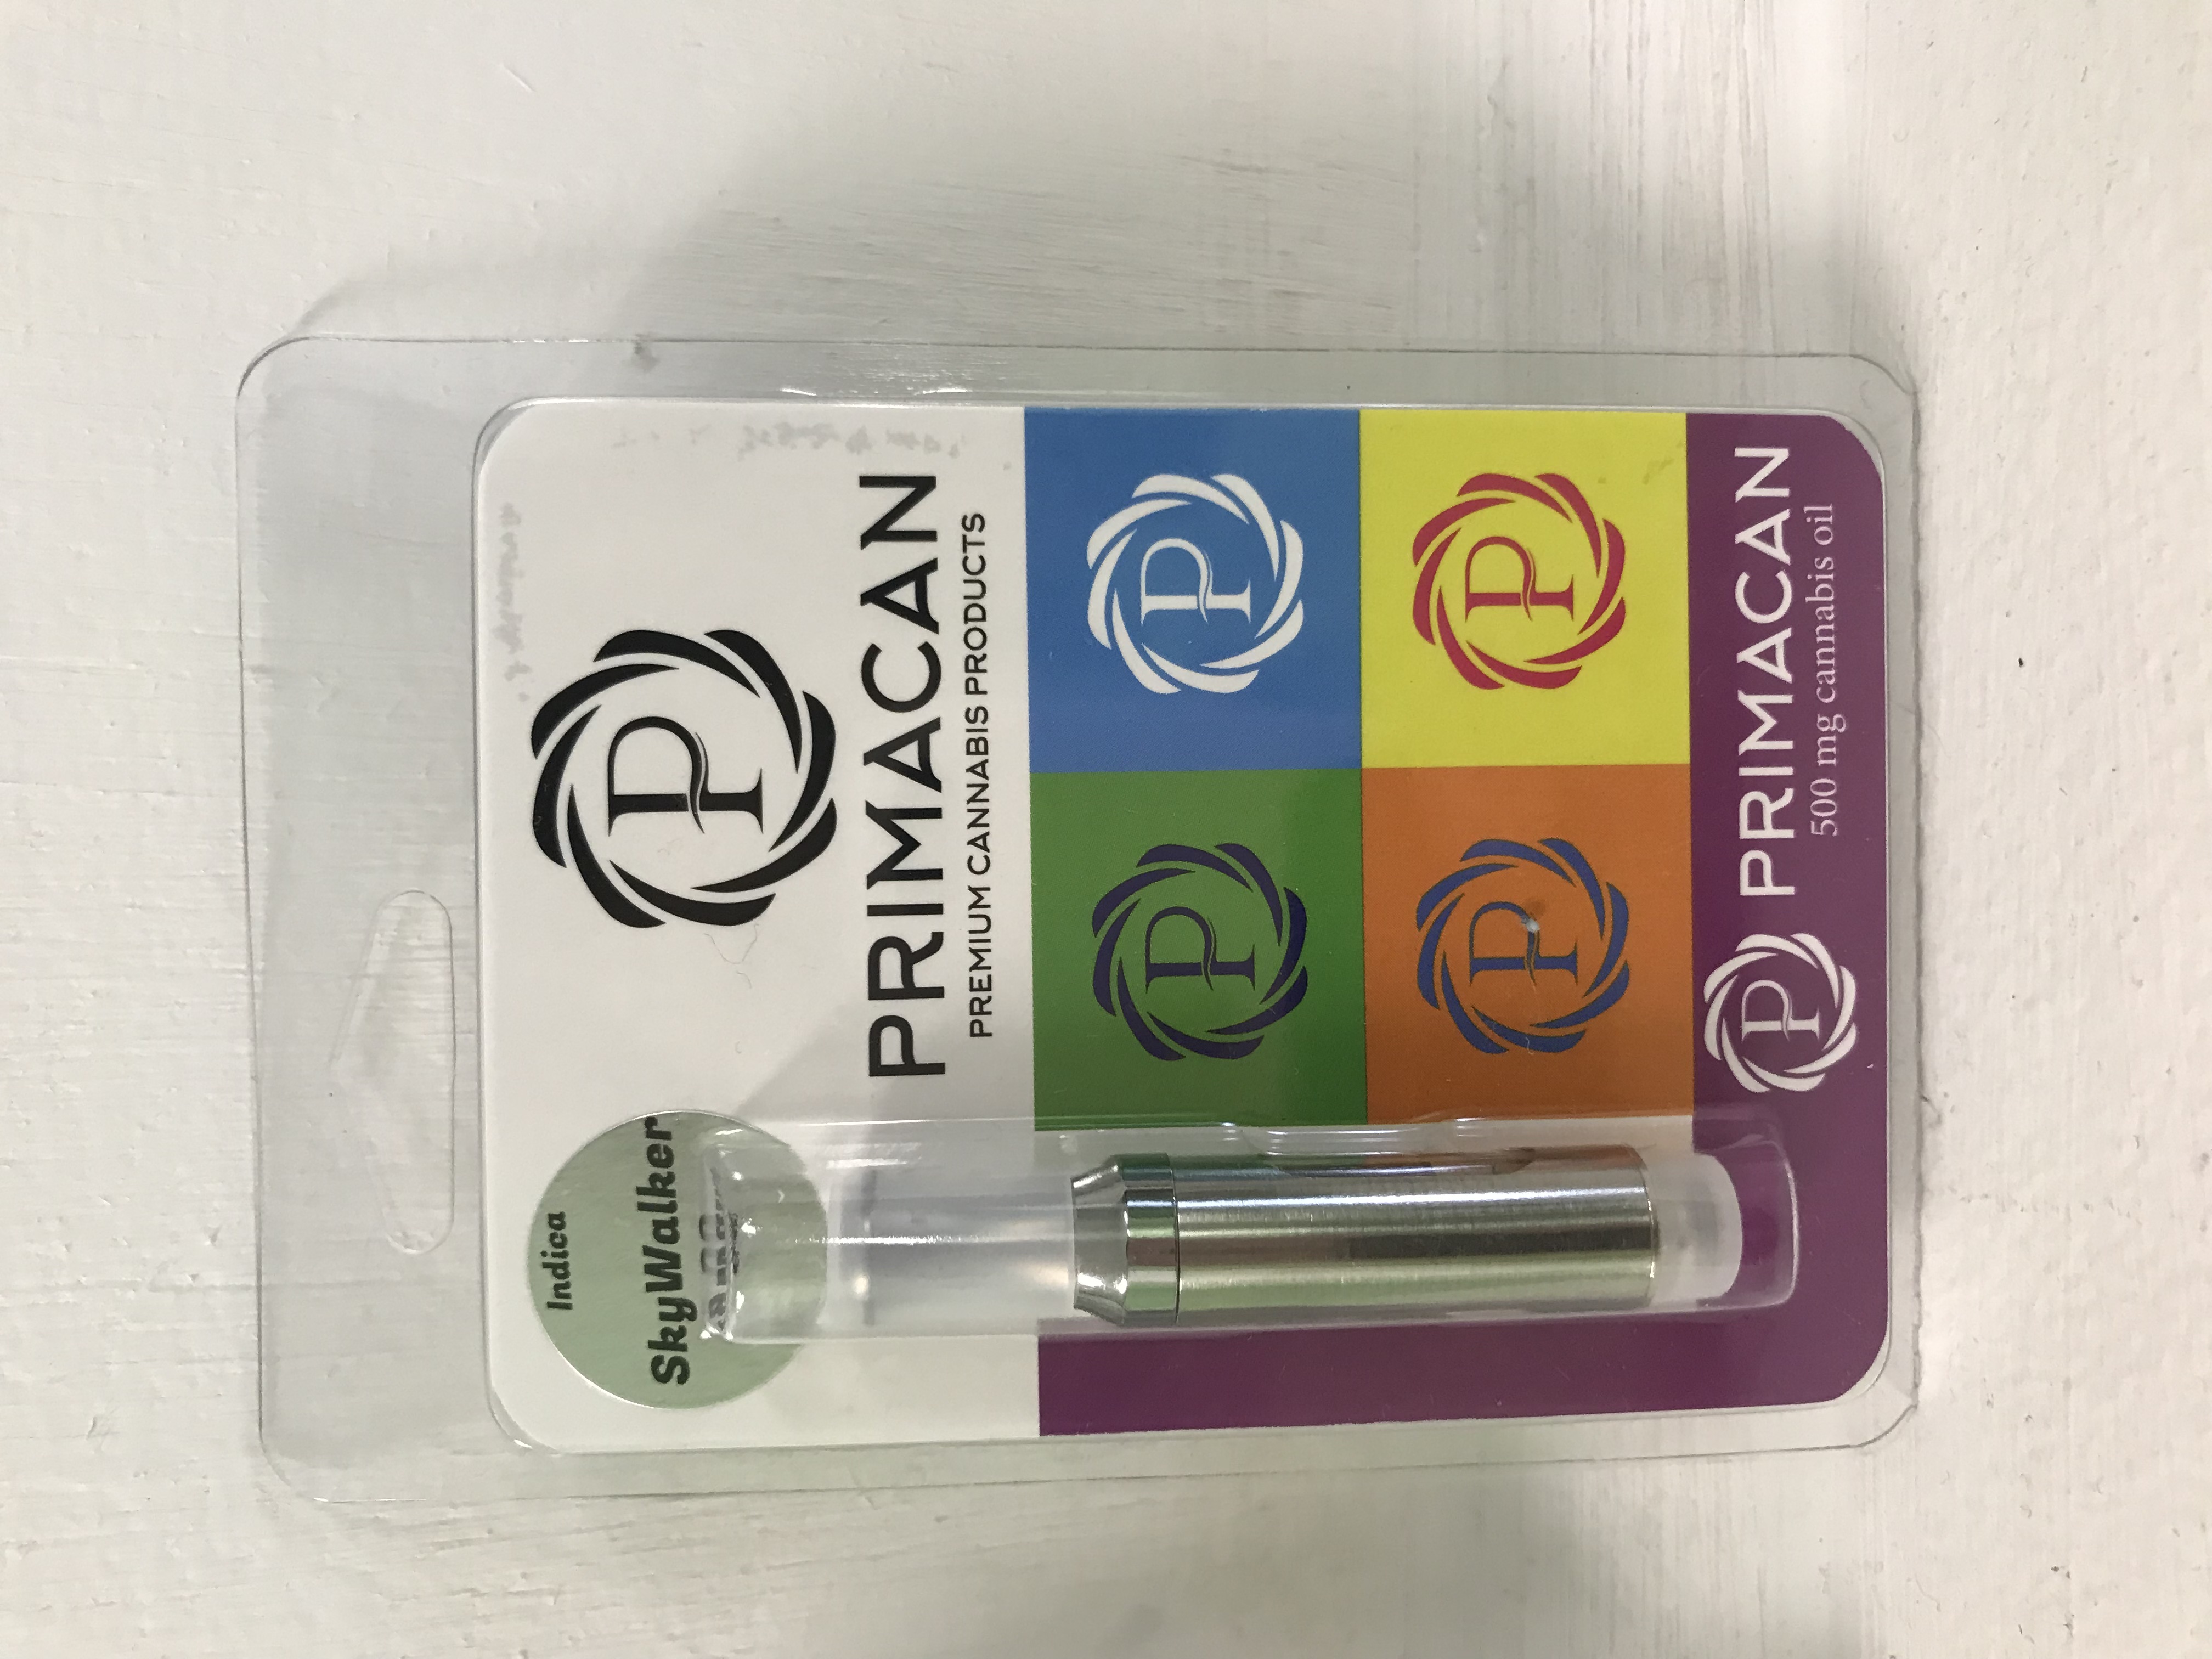 Indica
SkyWalker
P
PRIMACAN
PREMIUM CANNABIS PRODUCTS
P
P
P
P
P
PRIMACAN
500 mg cannabis oil